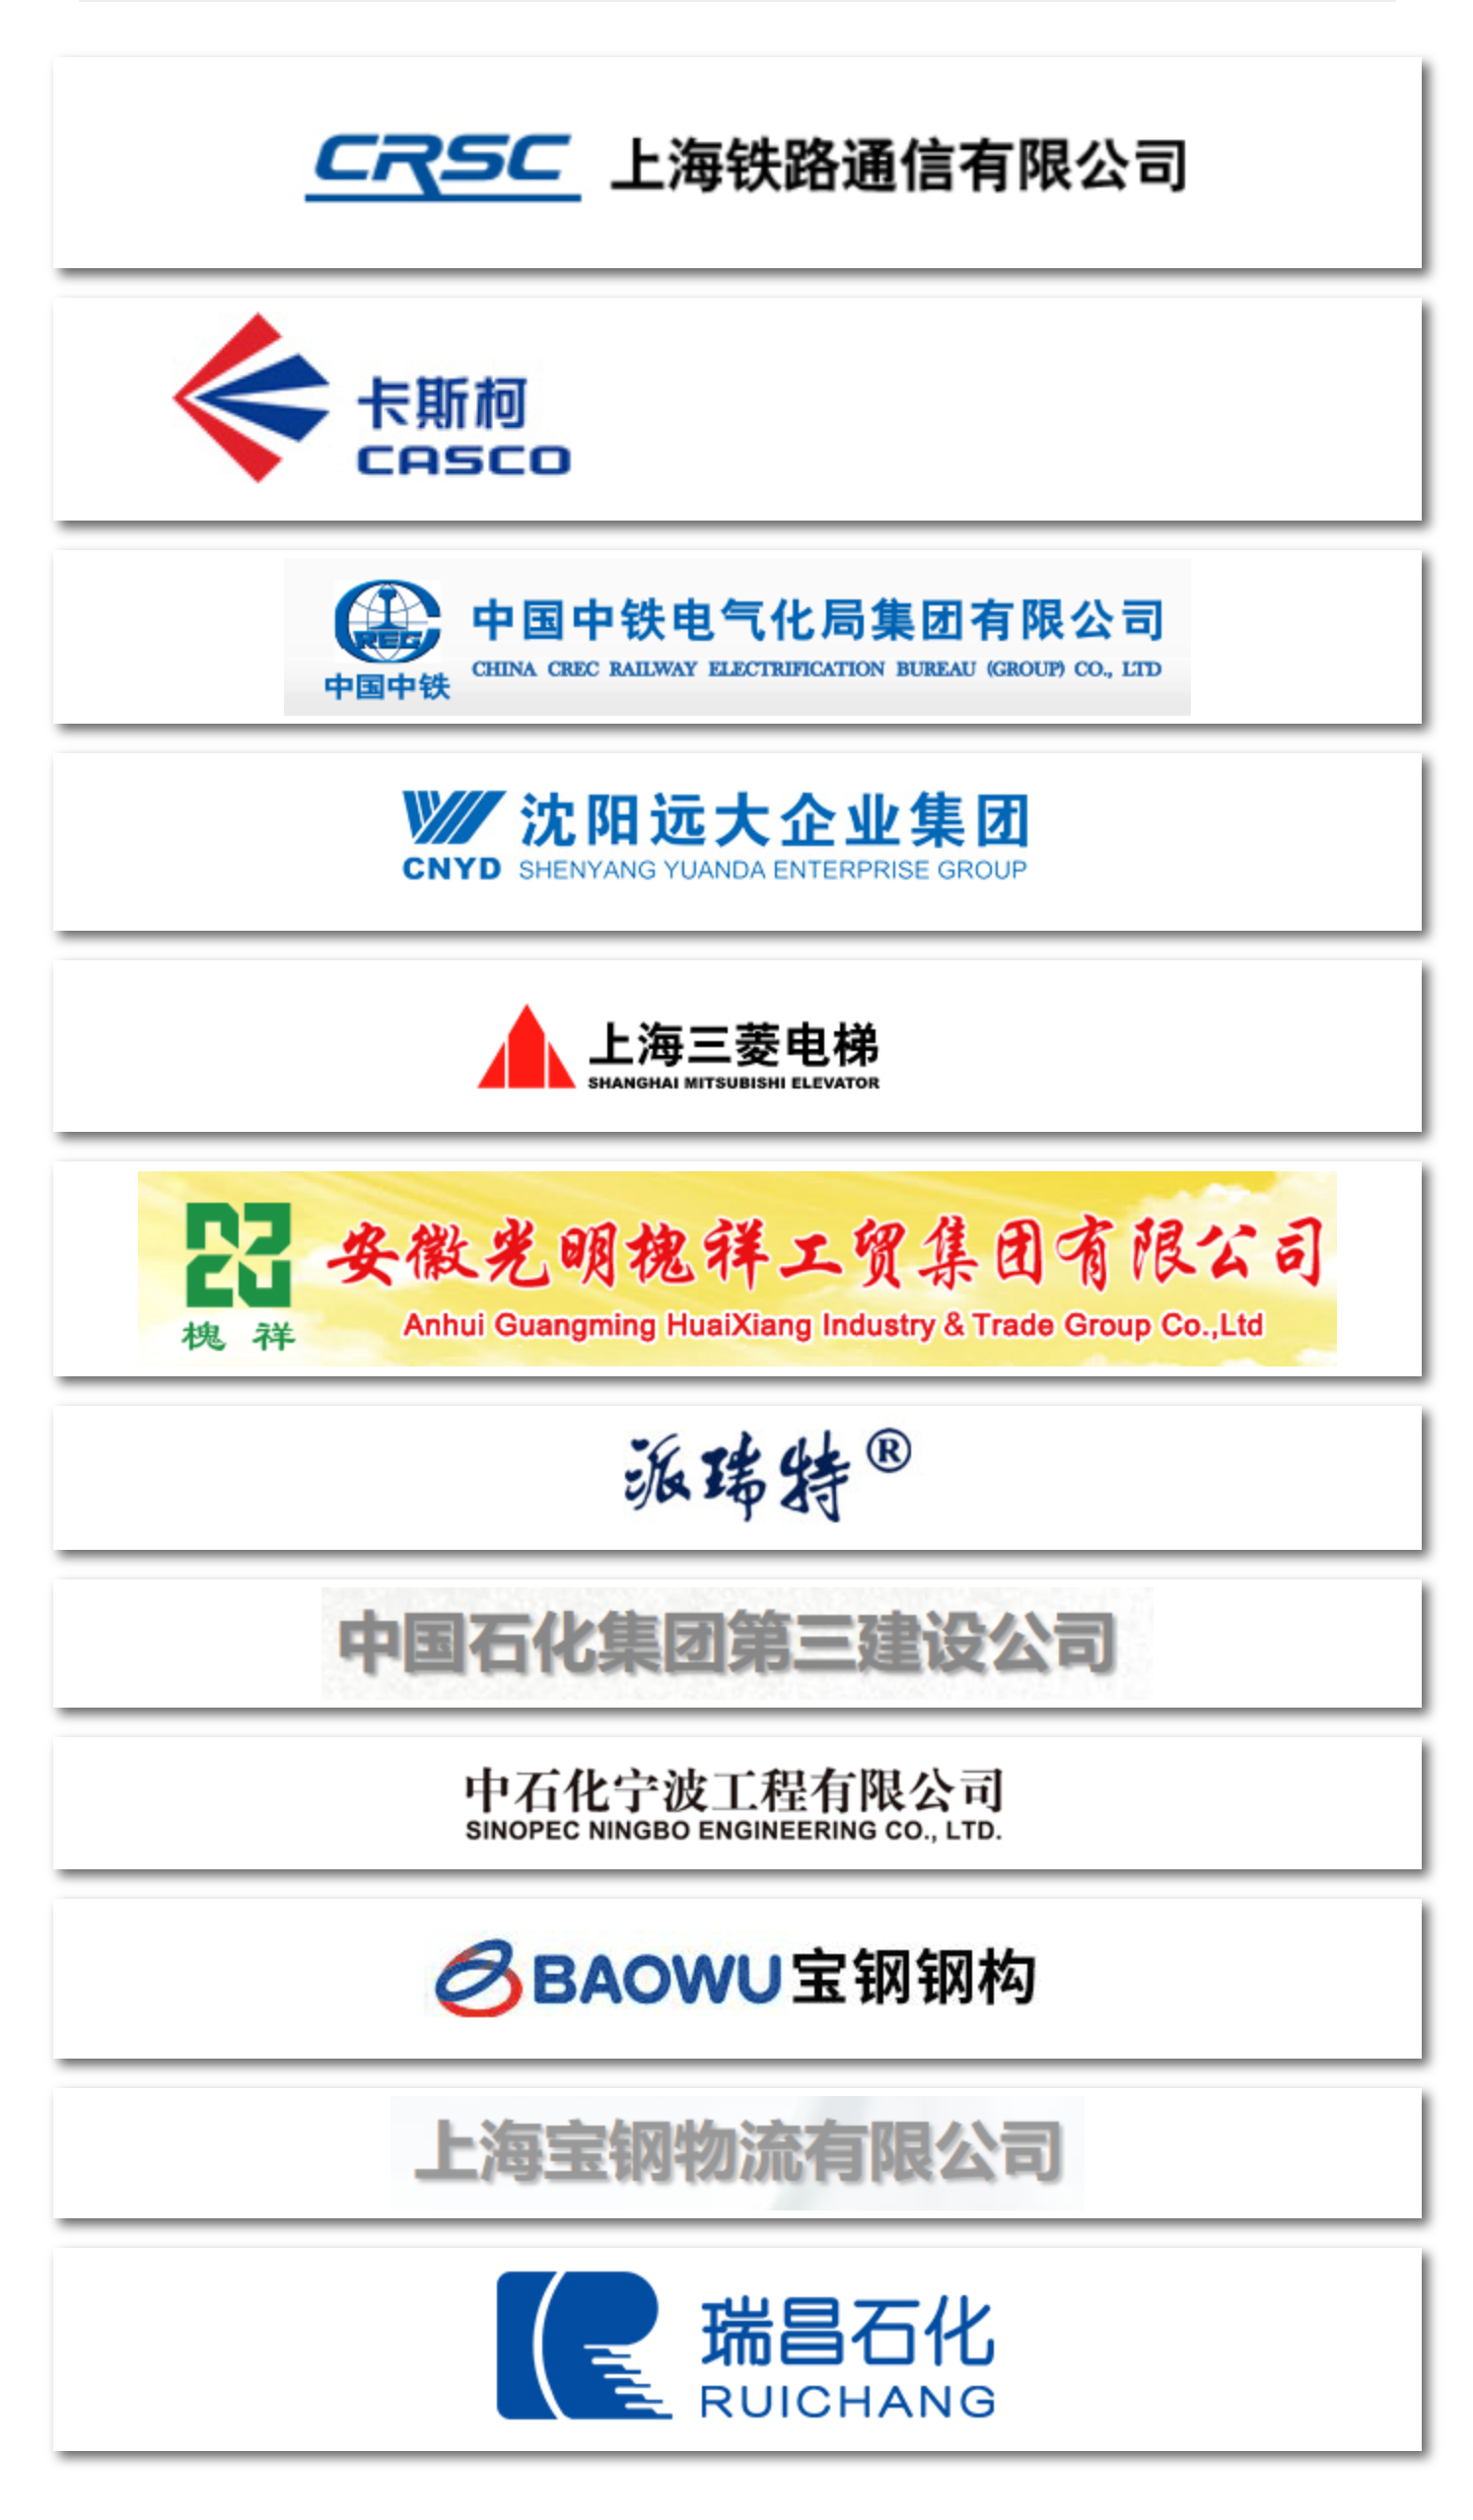 CRSC 上海铁路通信有限公司
卡斯柯
CASCO
中国中铁电气化局集团有限公司
CREG
CHINA CREC RAILWAY ELECTRIFICATION BUREAU (GROUP) CO., LTD
中国中铁
沈阳远大企业集团
CNYD SHENYANG YUANDA ENTERPRISE GROUP
上海三菱电梯
SHANGHAI MITSUBISHI ELEVATOR
安徽光明槐祥工贸集团有限公司
槐祥 Anhui Guangming HuaiXiang Industry & Trade Group Co.,Ltd
派瑞特®
中国石化集团第三建设公司
中石化宁波工程有限公司
SINOPEC NINGBO ENGINEERING CO., LTD.
BAOWU宝钢钢构
上海宝钢物流有限公司
瑞昌石化
RUICHANG